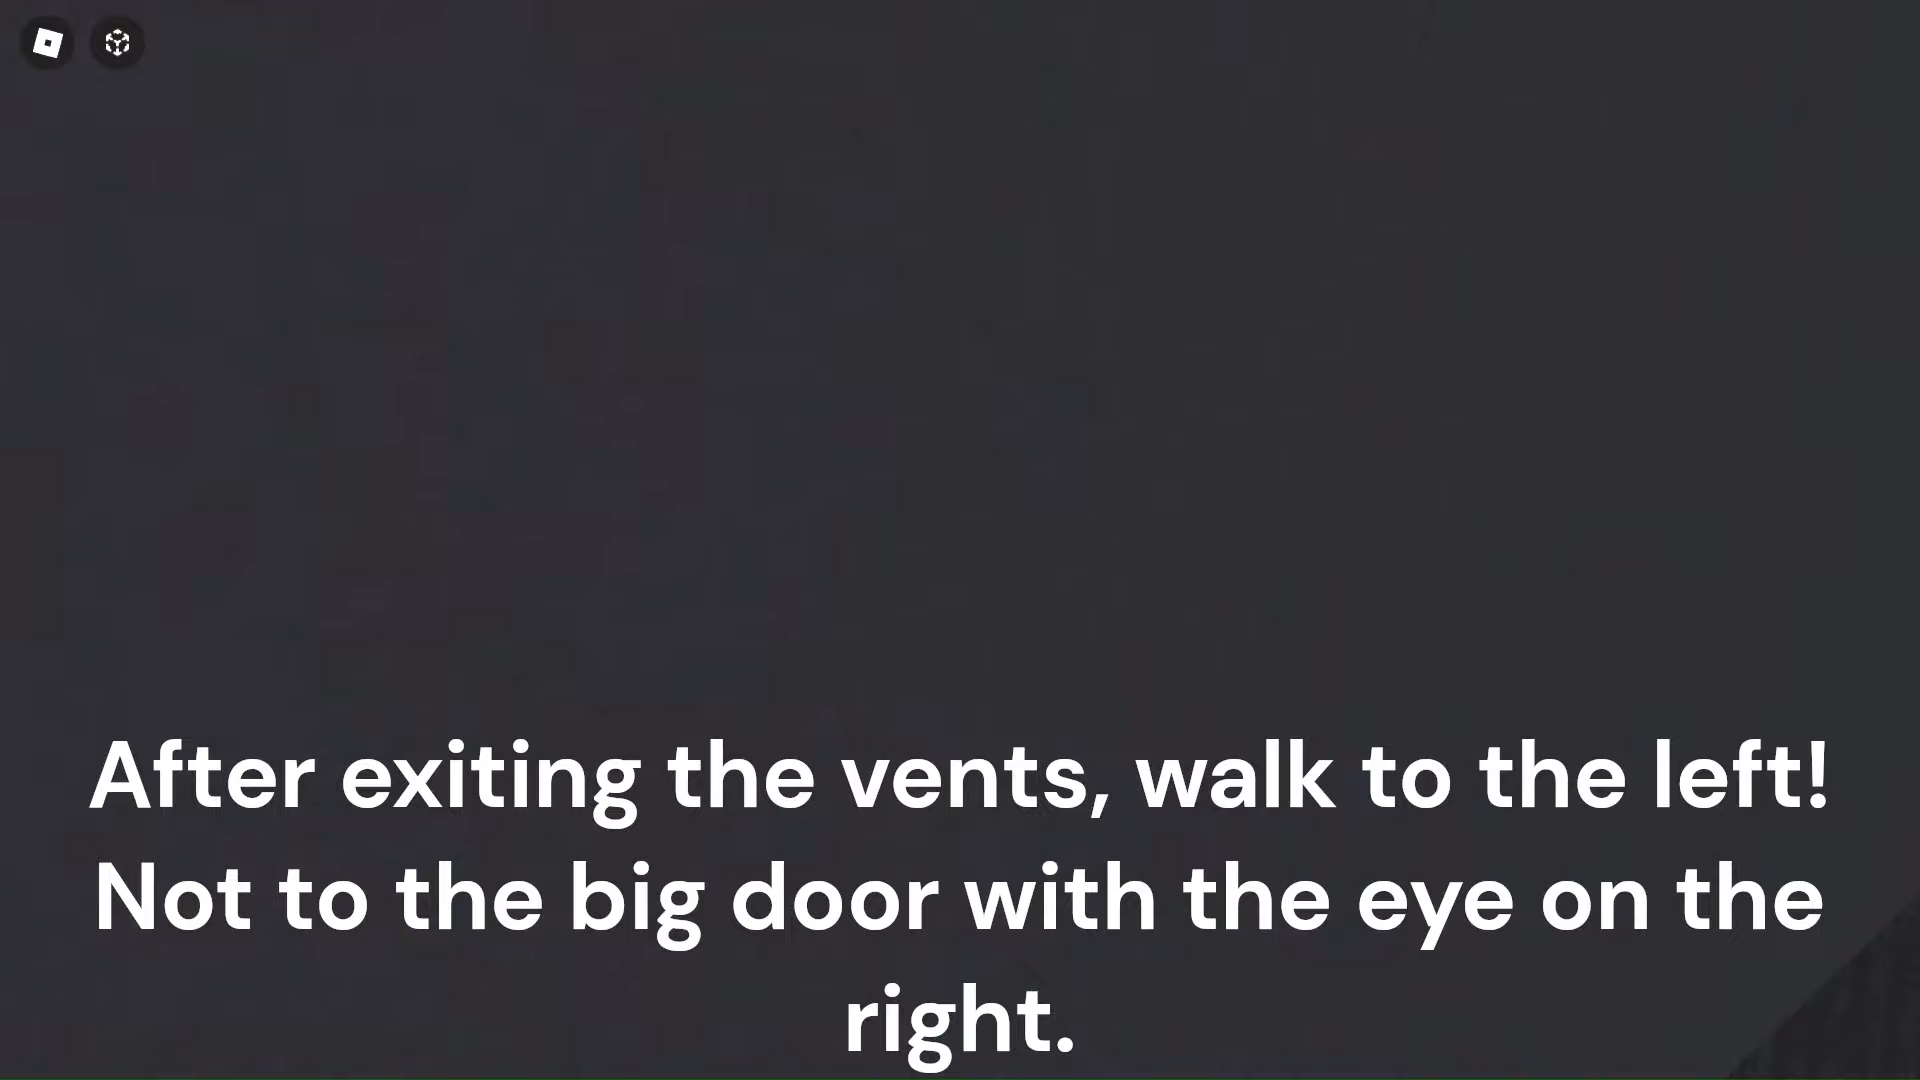 After exiting the vents, walk to the left!
Not to the big door with the eye on the
right.